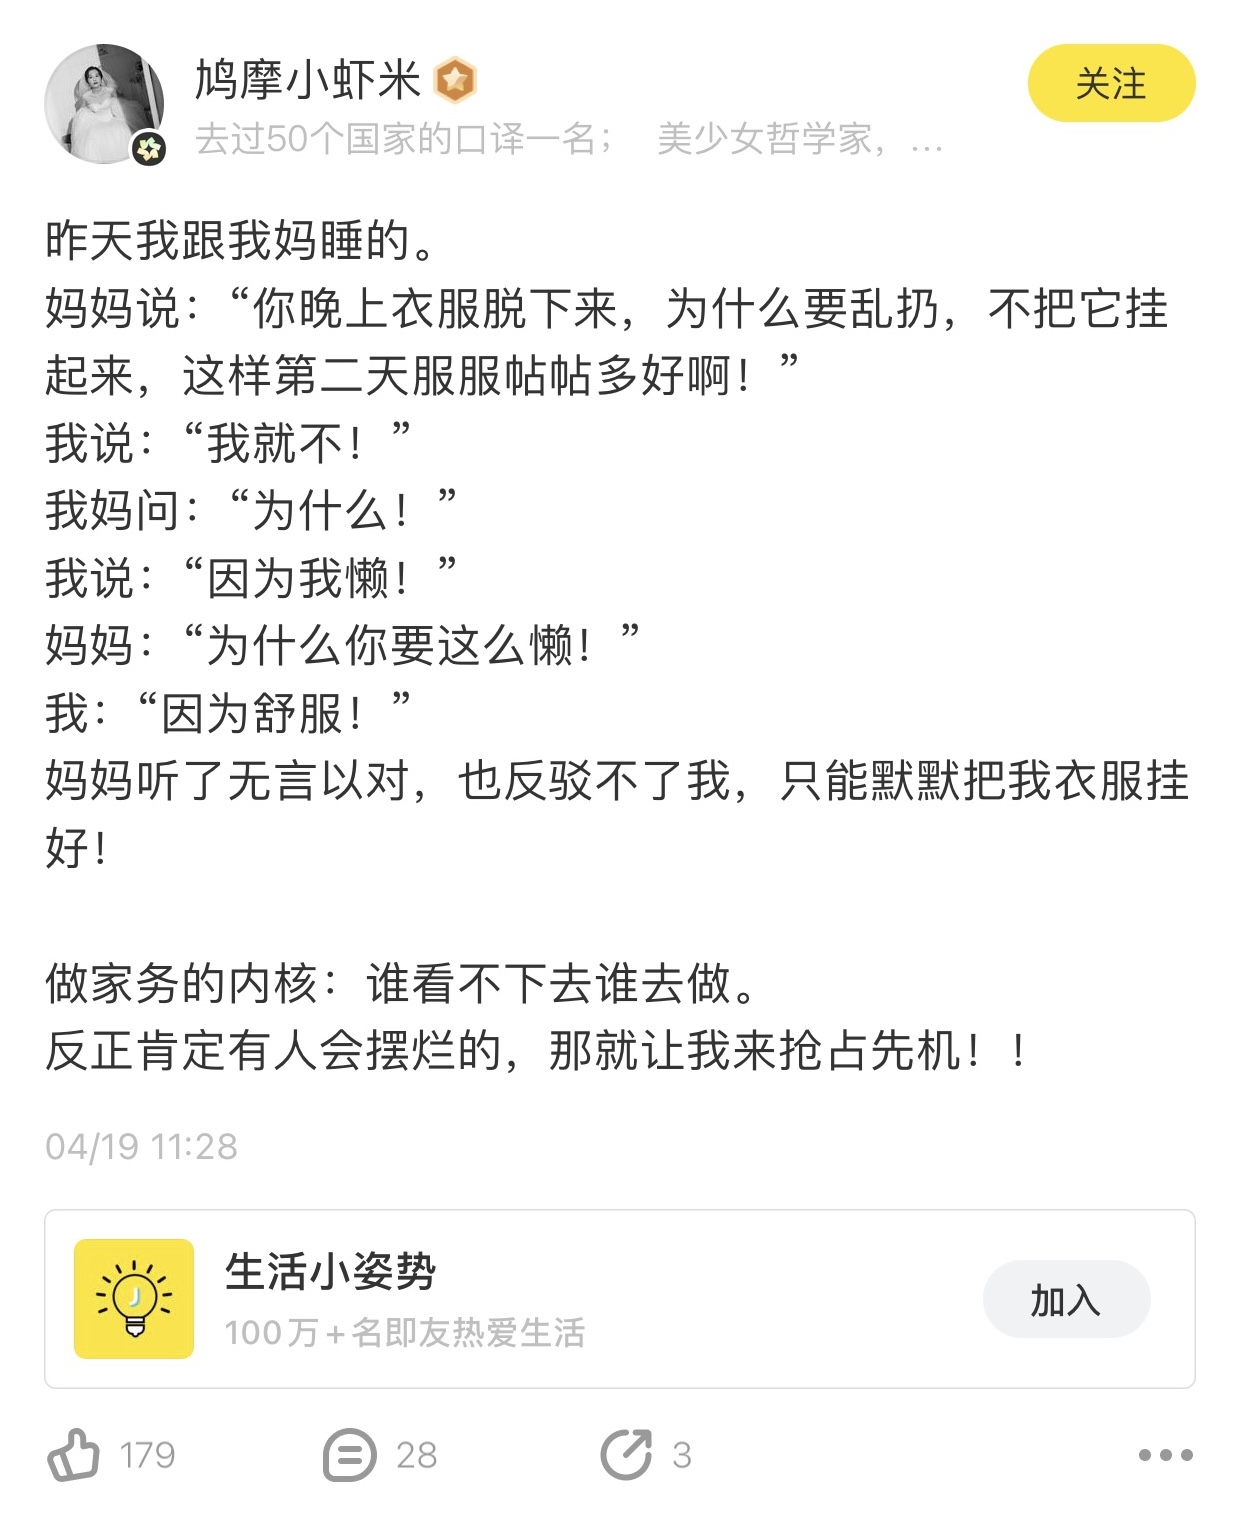 鸠摩小虾米
关注
去过50个国家的口译一名； 美少女哲学家，...
昨天我跟我妈睡的。
妈妈说：“你晚上衣服脱下来，为什么要乱扔，不把它挂
起来，这样第二天服服帖帖多好啊！”
我说：“我就不！”
我妈问：“为什么！”
我说：“因为我懒！”
妈妈：“为什么你要这么懒！”
我：“因为舒服！”
妈妈听了无言以对，也反驳不了我，只能默默把我衣服挂
好！
做家务的内核：谁看不下去谁去做。
反正肯定有人会摆烂的，那就让我来抢占先机！！
04/19 11:28
生活小姿势
100万+名即友热爱生活
加入
179
28
3